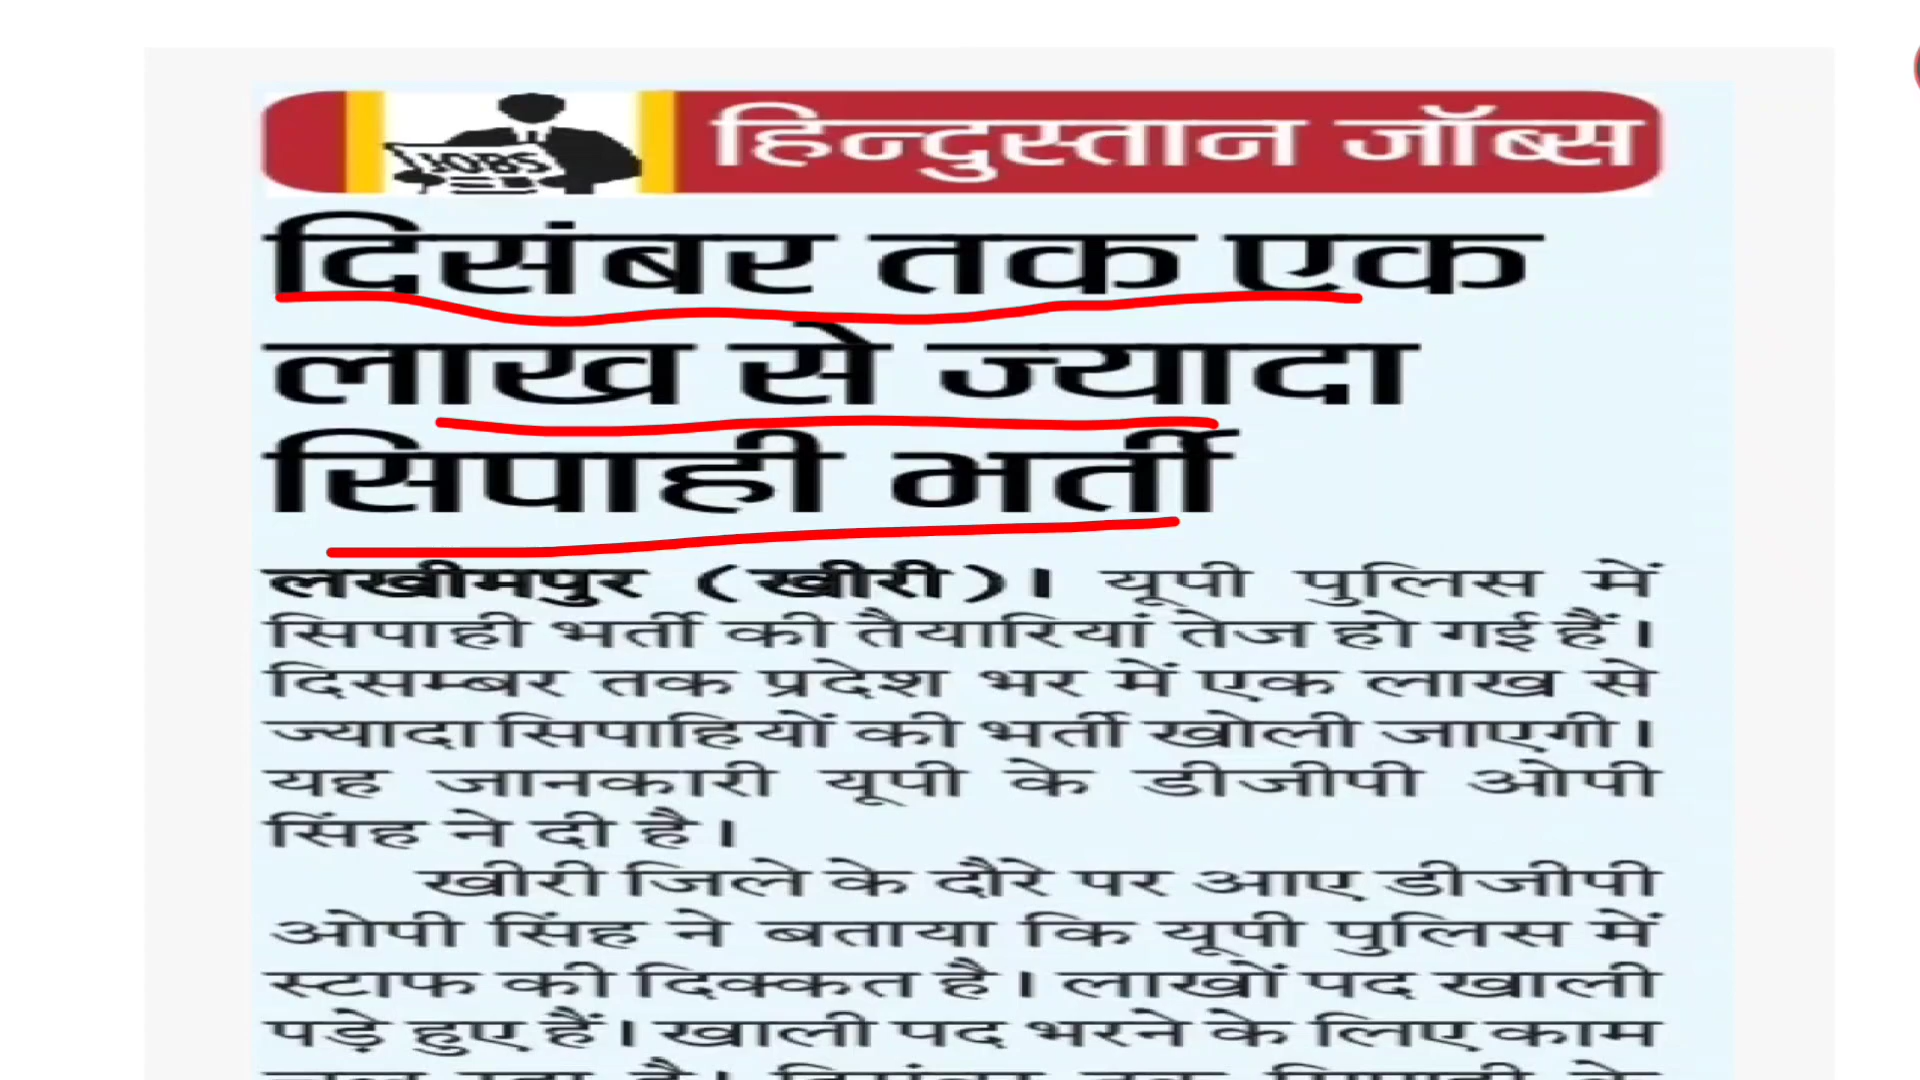 JOBS
हिन्दुस्तान जॉब्स
दिसंबर तक एक
लाख से ज्यादा
सिपाही भर्ती
लखीमपुर (खीरी)। यूपी पुलिस में
सिपाही भर्ती की तैयारियां तेज हो गई हैं।
दिसम्बर तक प्रदेश भर में एक लाख से
ज्यादा सिपाहियों की भर्ती खोली जाएगी।
यह जानकारी यूपी के डीजीपी ओपी
सिंह ने दी है।
खीरी जिले के दौरे पर आए डीजीपी
ओपी सिंह ने बताया कि यूपी पुलिस में
स्टाफ की दिक्कत है। लाखों पद खाली
पड़े हुए हैं। खाली पद भरने के लिए काम